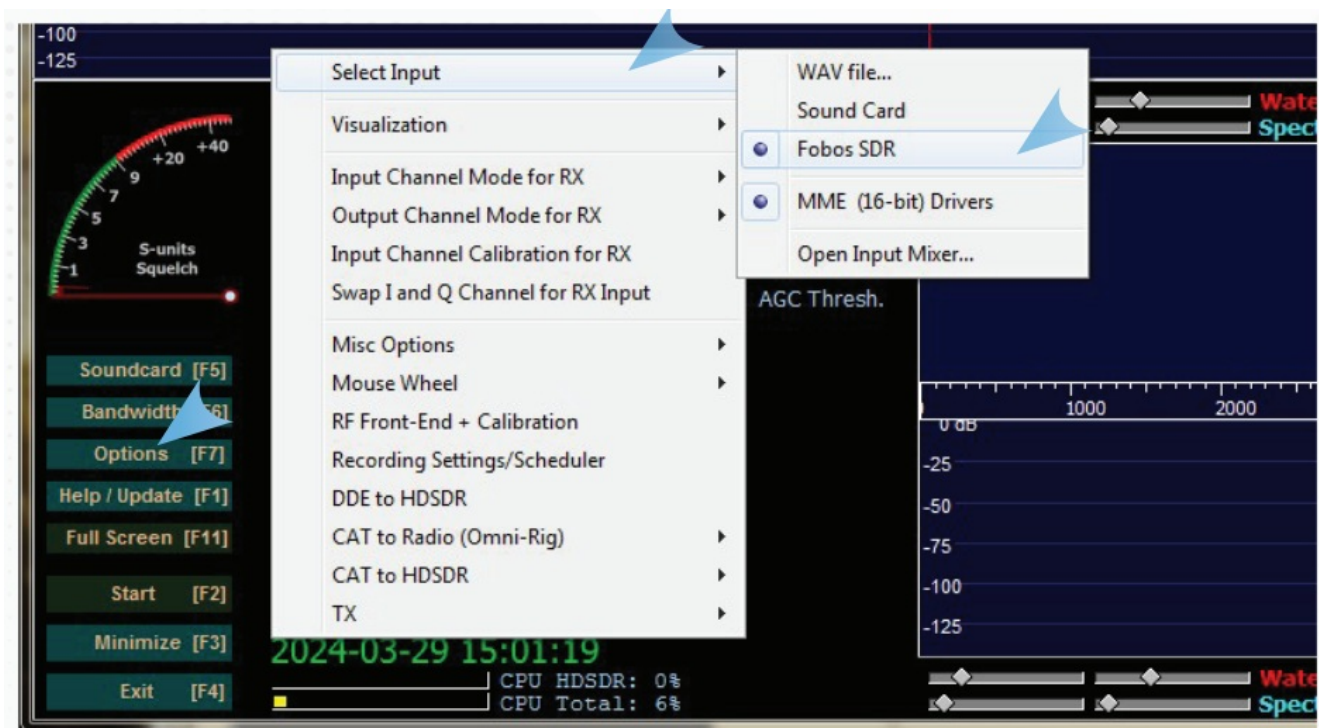 -100
-125
Select Input
Visualization
Input Channel Mode for RX
Output Channel Mode for RX
Input Channel Calibration for RX
Swap I and Q Channel for RX Input
Misc Options
Mouse Wheel
RF Front-End + Calibration
Recording Settings/Scheduler
DDE to HDSDR
CAT to Radio (Omni-Rig)
CAT to HDSDR
TX
WAV file...
Sound Card
Fobos SDR
MME (16-bit) Drivers
Open Input Mixer...
AGC Thresh.
+20 +40
9
7
5
3
1
S-units
Squelch
Soundcard [F5]
Bandwidth
Options [F7]
Help / Update [F1]
Full Screen [F11]
Start [F2]
Minimize [F3]
Exit [F4]
2024-03-29 15:01:19
CPU HDSDR: 0%
CPU Total: 6%
Wate
Spect
1000 2000
0 dB
-25
-50
-75
-100
-125
Wate
Spect